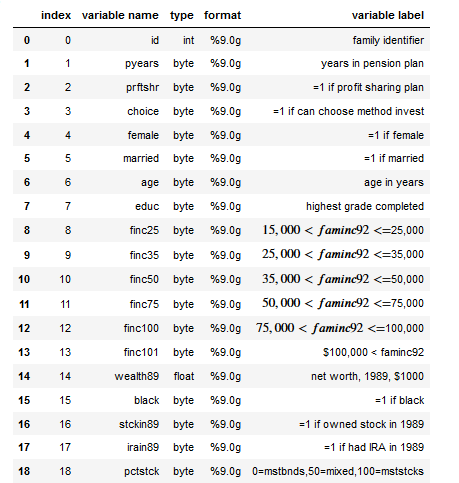 index variable name type format variable label
0 0 id int %9.0g family identifier
1 1 pyears byte %9.0g years in pension plan
2 2 prftshr byte %9.0g =1 if profit sharing plan
3 3 choice byte %9.0g =1 if can choose method invest
4 4 female byte %9.0g =1 if female
5 5 married byte %9.0g =1 if married
6 6 age byte %9.0g age in years
7 7 educ byte %9.0g highest grade completed
8 8 finc25 byte %9.0g 15, 000 < faminc92 <=25,000
9 9 finc35 byte %9.0g 25, 000 < faminc92 <=35,000
10 10 finc50 byte %9.0g 35, 000 < faminc92 <=50,000
11 11 finc75 byte %9.0g 50, 000 < faminc92 <=75,000
12 12 finc100 byte %9.0g 75, 000 < faminc92 <=100,000
13 13 finc101 byte %9.0g $100,000 < faminc92
14 14 wealth89 float %9.0g net worth, 1989, $1000
15 15 black byte %9.0g =1 if black
16 16 stckin89 byte %9.0g =1 if owned stock in 1989
17 17 irain89 byte %9.0g =1 if had IRA in 1989
18 18 pctstck byte %9.0g 0=mstbnds,50=mixed,100=mststcks